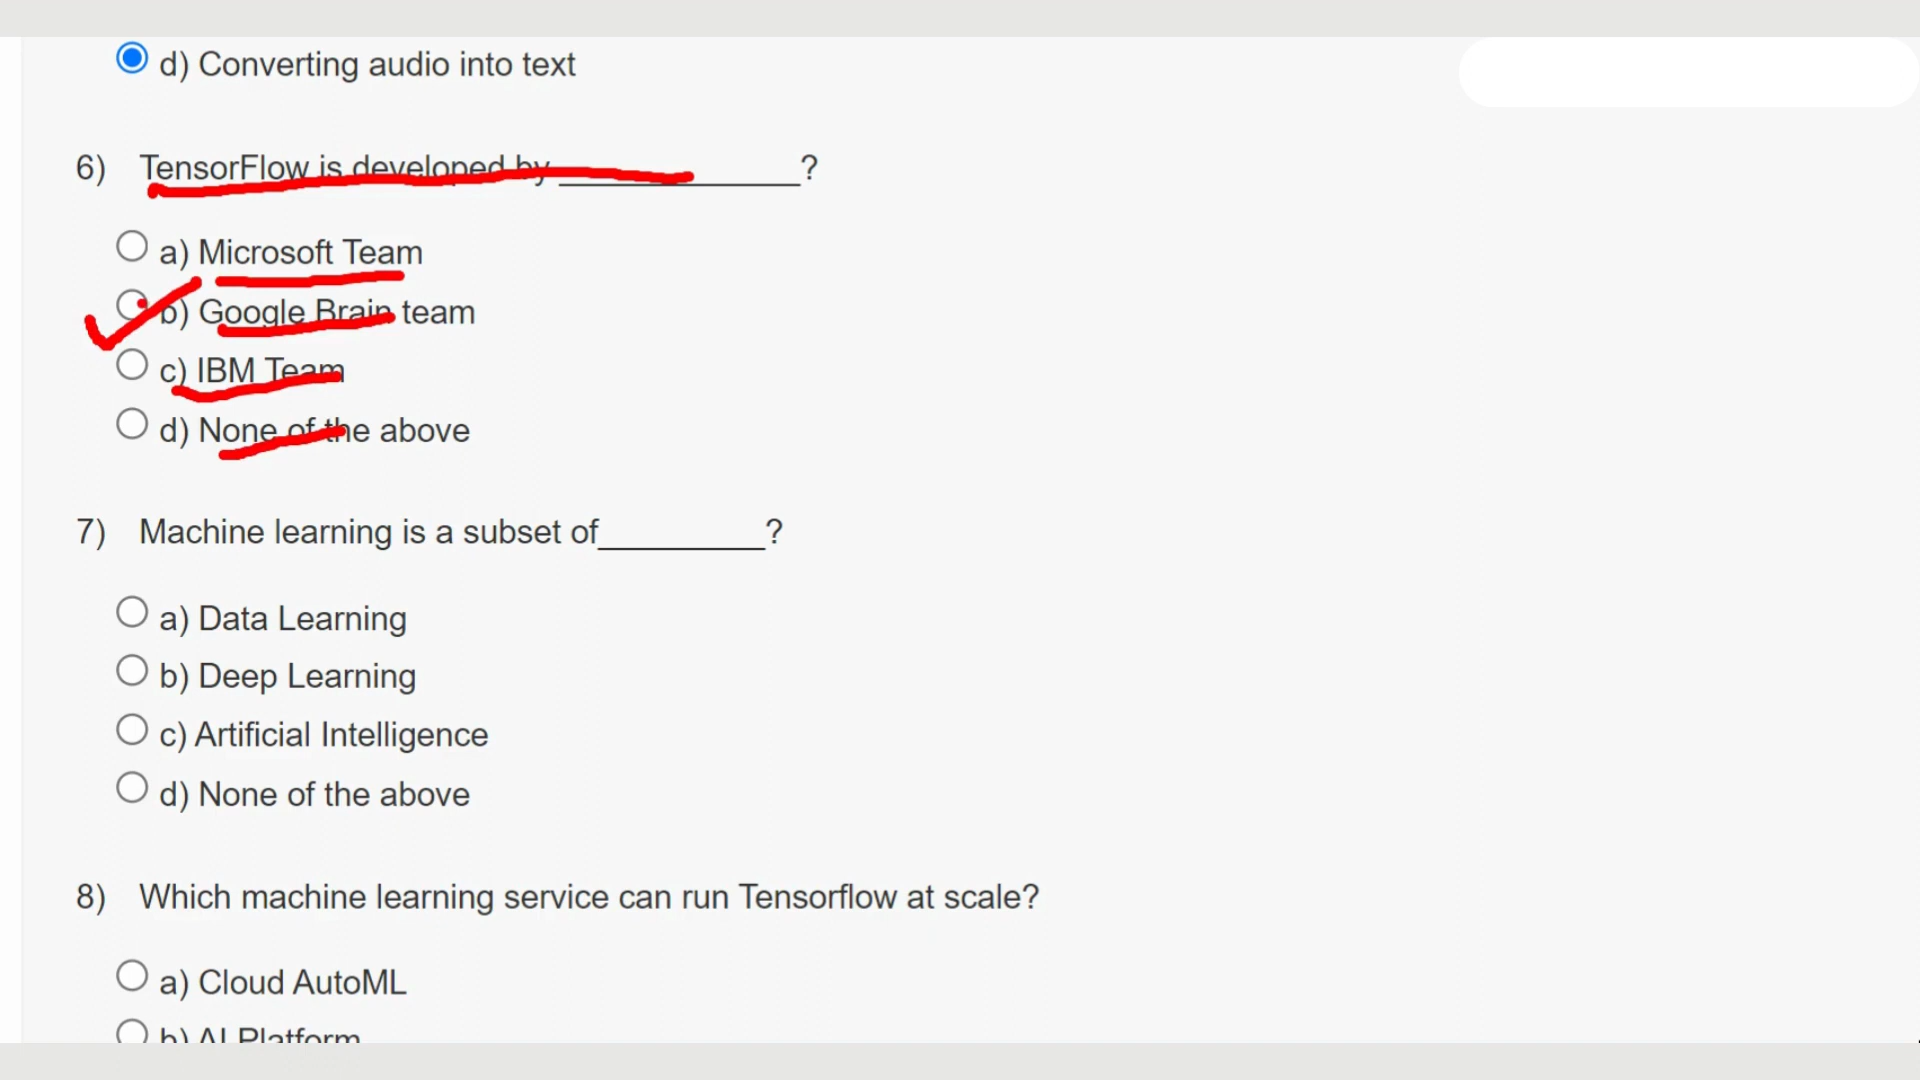 d) Converting audio into text
6) TensorFlow is developed by_____________?
a) Microsoft Team
b) Google Brain team
c) IBM Team
d) None of the above
7) Machine learning is a subset of_________?
a) Data Learning
b) Deep Learning
c) Artificial Intelligence
d) None of the above
8) Which machine learning service can run Tensorflow at scale?
a) Cloud AutoML
b) AI Platform